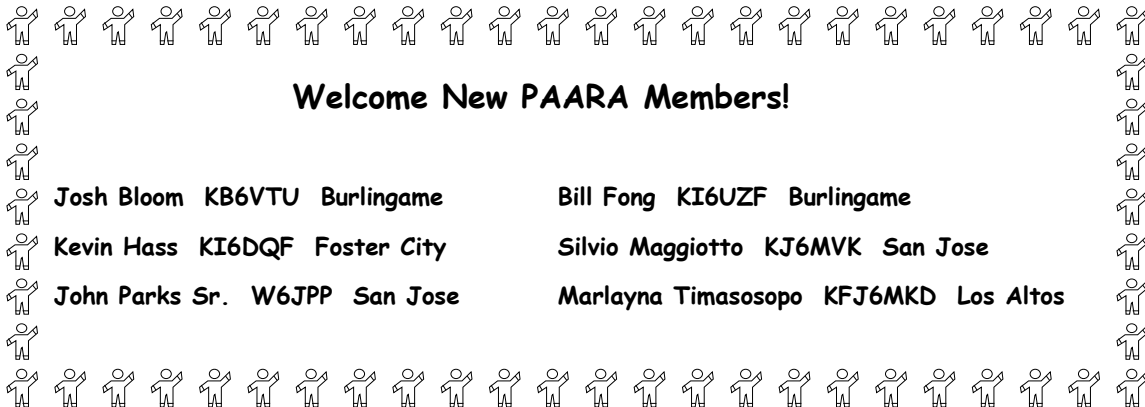 Welcome New PAARA Members!
Josh Bloom KB6VTU Burlingame
Bill Fong KI6UZF Burlingame
Kevin Hass KI6DQF Foster City
Silvio Maggiotto KJ6MVK San Jose
John Parks Sr. W6JPP San Jose
Marlayna Timasosopo KFJ6MKD Los Altos